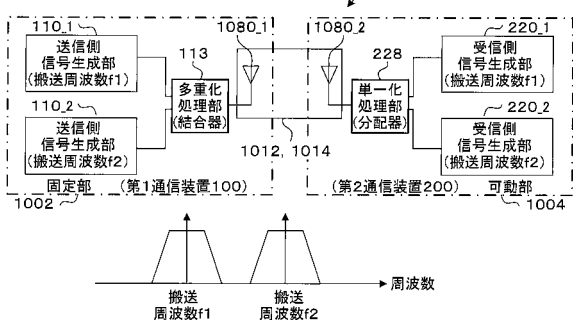 110_1
送信側
信号生成部
(搬送周波数f1)
110_2
送信側
信号生成部
(搬送周波数f2)
113
多重化
処理部
(結合器)
1080_1
1080_2
1012, 1014
228
単一化
処理部
(分配器)
220_1
受信側
信号生成部
(搬送周波数f1)
220_2
受信側
信号生成部
(搬送周波数f2)
固定部 (第1通信装置100)
1002
(第2通信装置200) 可動部
1004
周波数
搬送
周波数f1
搬送
周波数f2